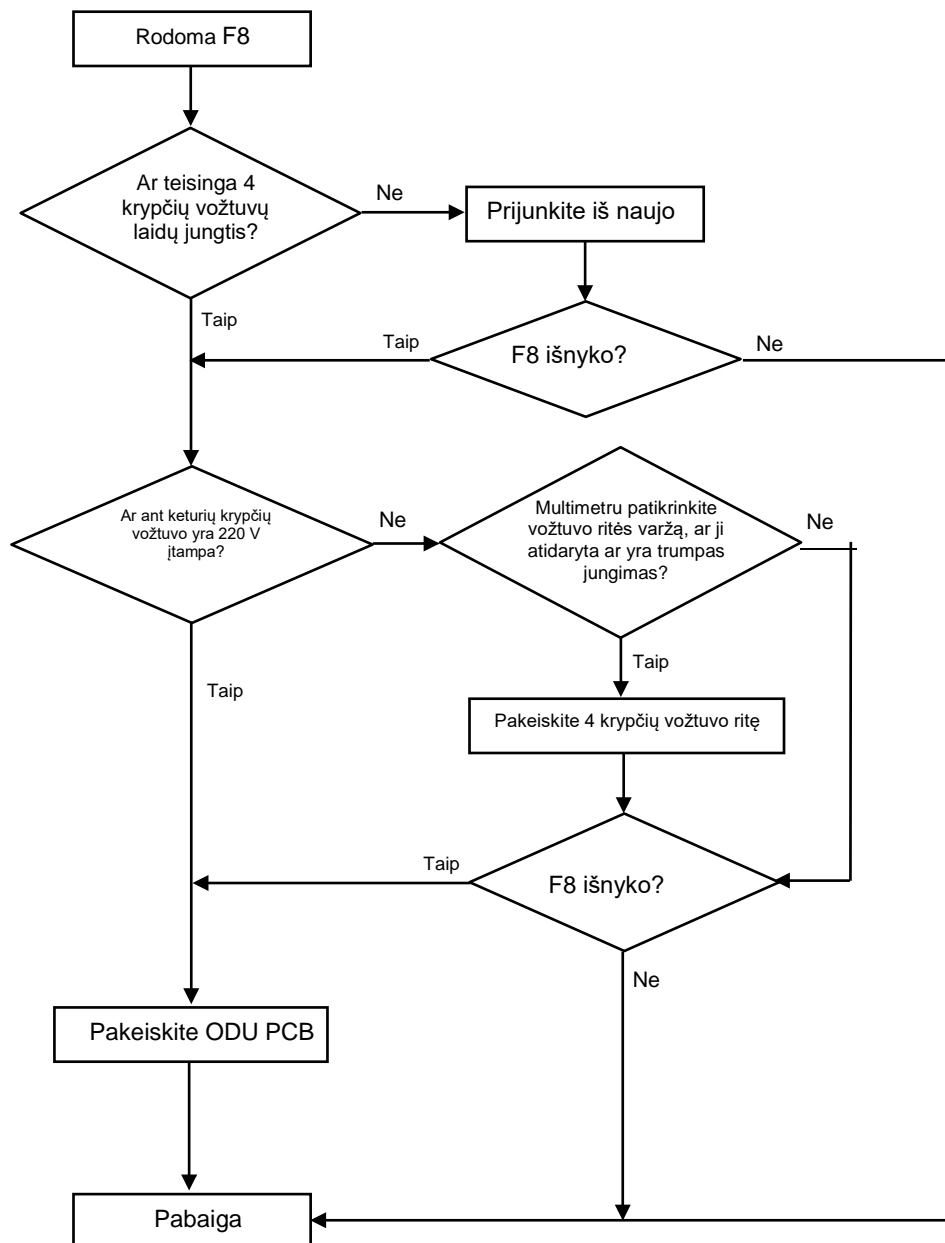 Rodoma F8
Ar teisinga 4
krypčių vožtuvų
laidų jungtis?
Ne
Prijunkite iš naujo
Taip
Taip
F8 išnyko?
Ne
Ar ant keturių krypčių
vožtuvo yra 220 V
įtampa?
Ne
Multimetru patikrinkite
vožtuvo ritės varžą, ar ji
atidaryta ar yra trumpas
jungimas?
Ne
Taip
Taip
Pakeiskite 4 krypčių vožtuvo ritę
Taip
F8 išnyko?
Ne
Pakeiskite ODU PCB
Pabaiga